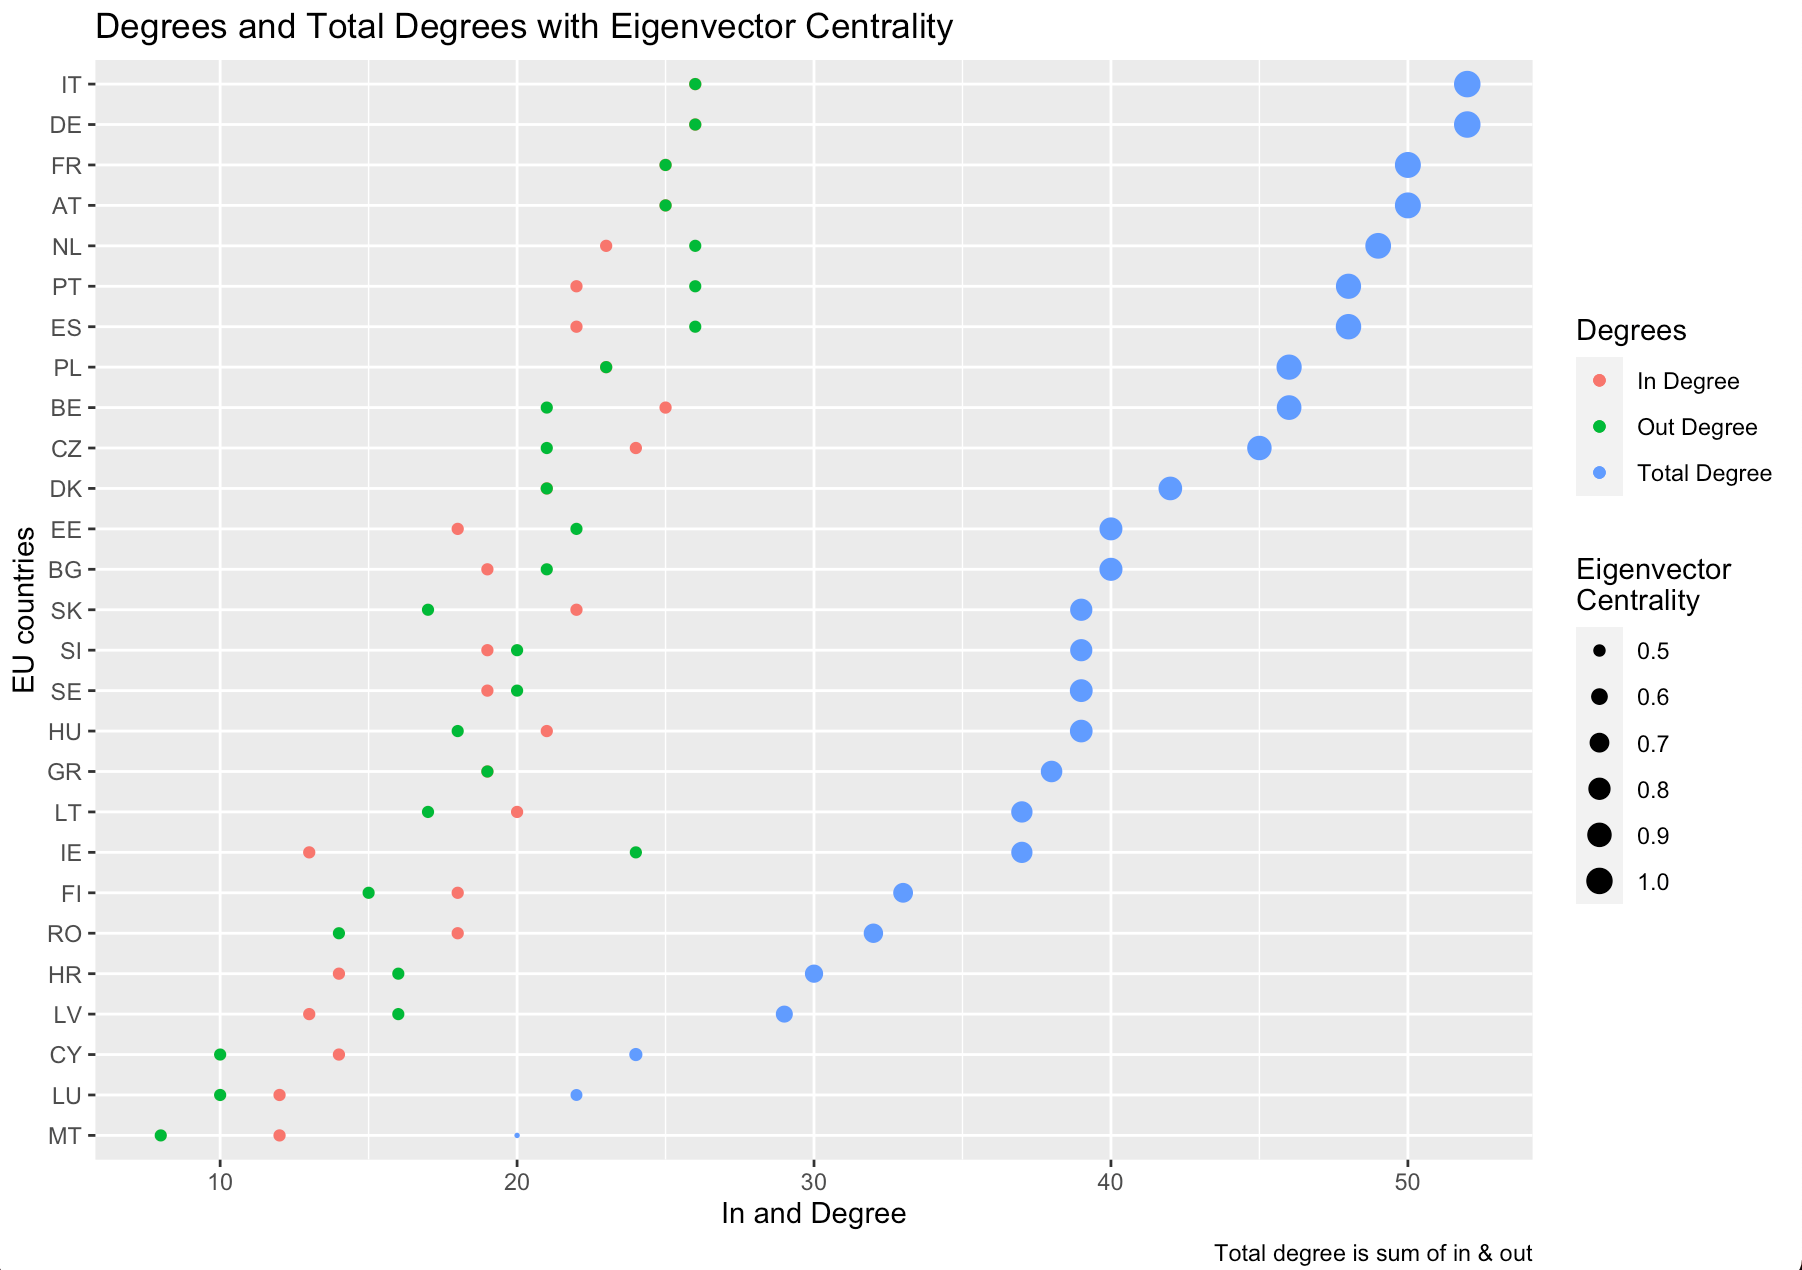 Degrees and Total Degrees with Eigenvector Centrality
EU countries
IT
DE
FR
AT
NL
PT
ES
PL
BE
CZ
DK
EE
BG
SK
SI
SE
HU
GR
LT
IE
FI
RO
HR
LV
CY
LU
MT
10 20 30 40 50
In and Degree
Total degree is sum of in & out
Degrees
In Degree
Out Degree
Total Degree
Eigenvector
Centrality
0.5
0.6
0.7
0.8
0.9
1.0